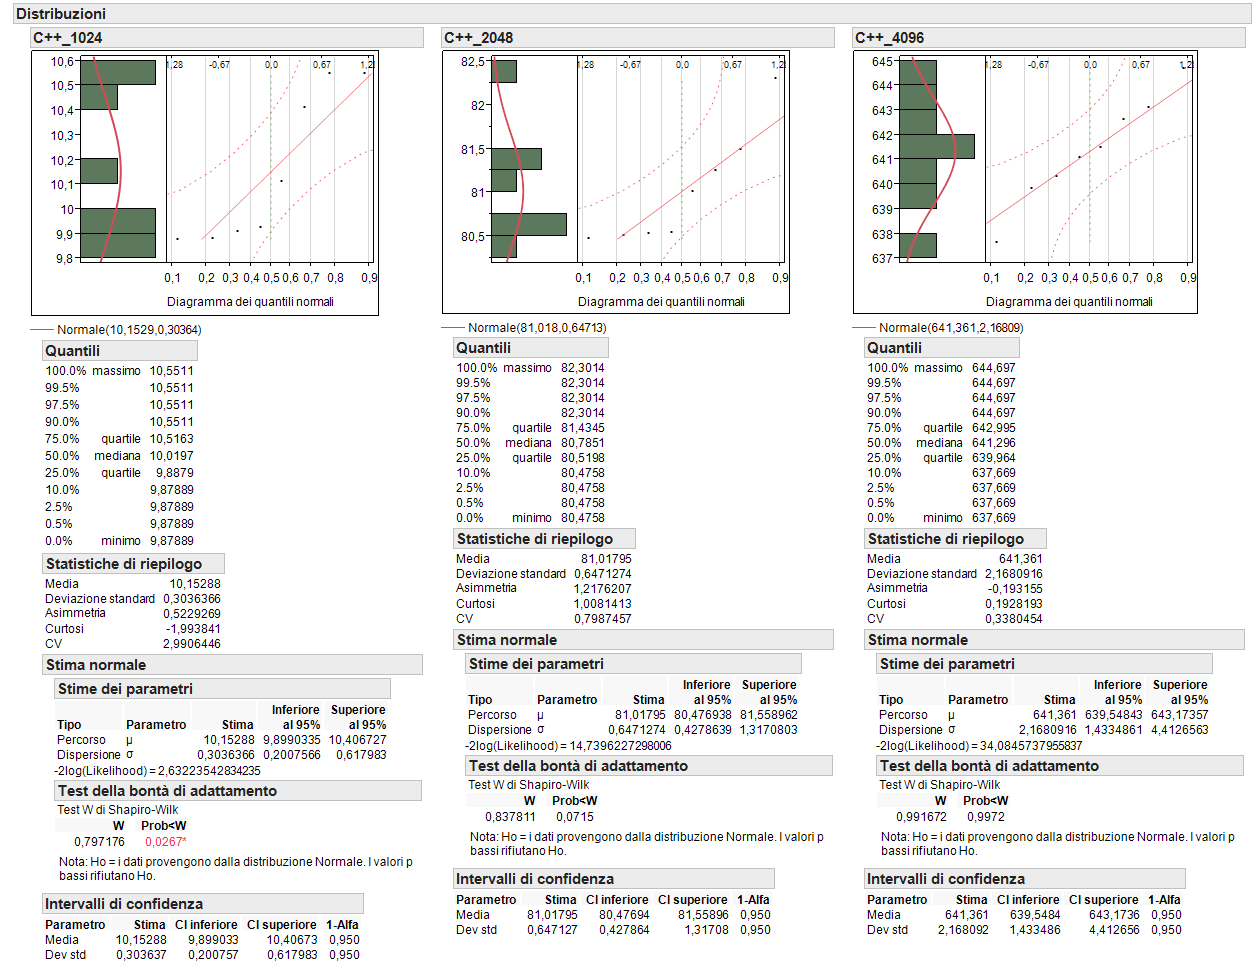 Distribuzioni
C++_1024
10,6
10,5
10,4
10,3
10,2
10,1
10
9,9
9,8
1,28 -0,67 0,0 0,67 1,2
0,1 0,2 0,3 0,4 0,5 0,6 0,7 0,8 0,9
Diagramma dei quantili normali
Normale(10,1529,0,30364)
Quantili
100.0% massimo 10,5511
99.5% 10,5511
97.5% 10,5511
90.0% 10,5511
75.0% quartile 10,5163
50.0% mediana 10,0197
25.0% quartile 9,8879
10.0% 9,87889
2.5% 9,87889
0.5% 9,87889
0.0% minimo 9,87889
Statistiche di riepilogo
Media 10,15288
Deviazione standard 0,3036366
Asimmetria 0,5229269
Curtosi -1,993841
CV 2,9906446
Stima normale
Stime dei parametri
Tipo Parametro Stima Inferiore al 95% Superiore al 95%
Percorso µ 10,15288 9,8990335 10,406727
Dispersione σ 0,3036366 0,2007566 0,617983
-2log(Likelihood) = 2,63223542834235
Test della bontà di adattamento
Test W di Shapiro-Wilk
W Prob<W
0,797176 0,0267*
Nota: Ho = i dati provengono dalla distribuzione Normale. I valori p
bassi rifiutano Ho.
Intervalli di confidenza
Parametro Stima CI inferiore CI superiore 1-Alfa
Media 10,15288 9,899033 10,40673 0,950
Dev std 0,303637 0,200757 0,617983 0,950
C++_2048
82,5
82
81,5
81
80,5
1,28 -0,67 0,0 0,67 1,2
0,1 0,2 0,3 0,4 0,5 0,6 0,7 0,8 0,9
Diagramma dei quantili normali
Normale(81,018,0,64713)
Quantili
100.0% massimo 82,3014
99.5% 82,3014
97.5% 82,3014
90.0% 82,3014
75.0% quartile 81,4345
50.0% mediana 80,7851
25.0% quartile 80,5198
10.0% 80,4758
2.5% 80,4758
0.5% 80,4758
0.0% minimo 80,4758
Statistiche di riepilogo
Media 81,01795
Deviazione standard 0,6471274
Asimmetria 1,2176207
Curtosi 1,0081413
CV 0,7987457
Stima normale
Stime dei parametri
Tipo Parametro Stima Inferiore al 95% Superiore al 95%
Percorso µ 81,01795 80,476938 81,558962
Dispersione σ 0,6471274 0,4278639 1,3170803
-2log(Likelihood) = 14,7396227298006
Test della bontà di adattamento
Test W di Shapiro-Wilk
W Prob<W
0,837811 0,0715
Nota: Ho = i dati provengono dalla distribuzione Normale. I valori p
bassi rifiutano Ho.
Intervalli di confidenza
Parametro Stima CI inferiore CI superiore 1-Alfa
Media 81,01795 80,47694 81,55896 0,950
Dev std 0,647127 0,427864 1,31708 0,950
C++_4096
645
644
643
642
641
640
639
638
637
1,28 -0,67 0,0 0,67 1,2
0,1 0,2 0,3 0,4 0,5 0,6 0,7 0,8 0,9
Diagramma dei quantili normali
Normale(641,361,2,16809)
Quantili
100.0% massimo 644,697
99.5% 644,697
97.5% 644,697
90.0% 644,697
75.0% quartile 642,995
50.0% mediana 641,296
25.0% quartile 639,964
10.0% 637,669
2.5% 637,669
0.5% 637,669
0.0% minimo 637,669
Statistiche di riepilogo
Media 641,361
Deviazione standard 2,1680916
Asimmetria -0,193155
Curtosi 0,1928193
CV 0,3380454
Stima normale
Stime dei parametri
Tipo Parametro Stima Inferiore al 95% Superiore al 95%
Percorso µ 641,361 639,54843 643,17357
Dispersione σ 2,1680916 1,4334861 4,4126563
-2log(Likelihood) = 34,0845737955837
Test della bontà di adattamento
Test W di Shapiro-Wilk
W Prob<W
0,991672 0,9972
Nota: Ho = i dati provengono dalla distribuzione Normale. I valori p
bassi rifiutano Ho.
Intervalli di confidenza
Parametro Stima CI inferiore CI superiore 1-Alfa
Media 641,361 639,5484 643,1736 0,950
Dev std 2,168092 1,433486 4,412656 0,950